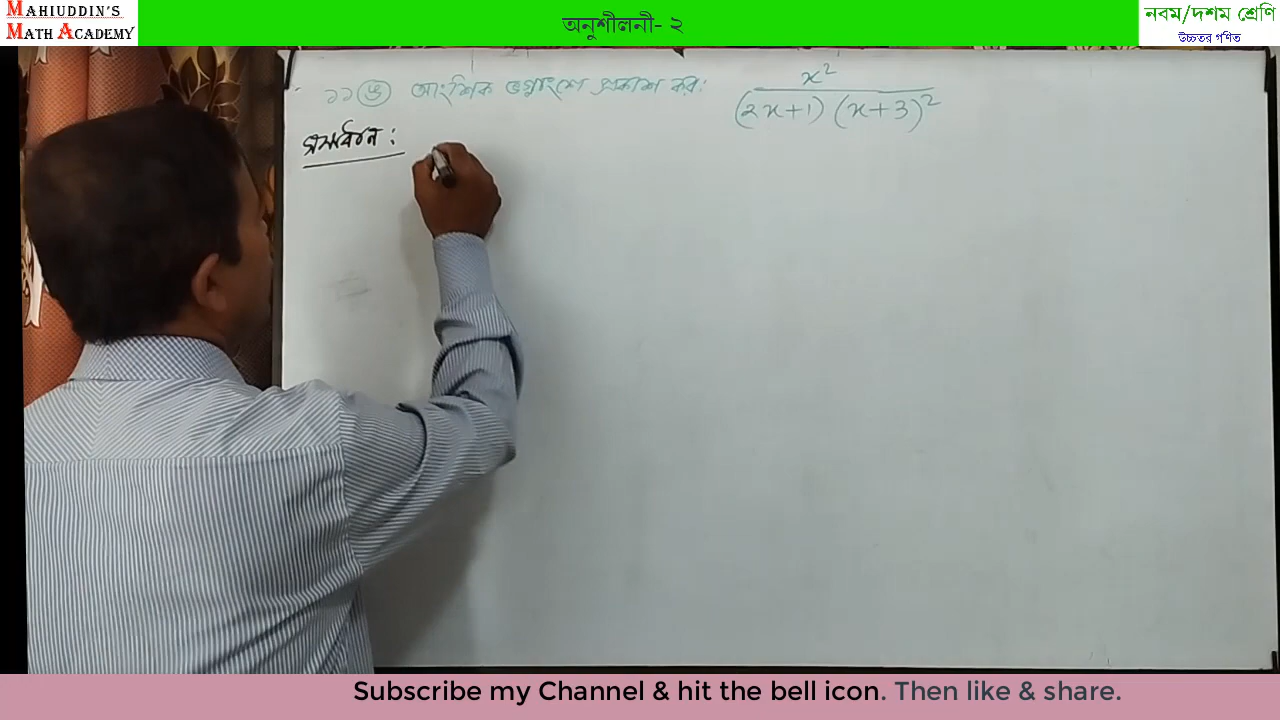 MAHIUDDIN'S
MATH ACADEMY
অনুশীলনী- ২
নবম/দশম শ্রেণি
উচ্চতর গণিত
১১ (ঙ) আংশিক ভগ্নাংশে প্রকাশ কর: x² / (2x+1) (x+3)²
সমাধান :
Subscribe my Channel & hit the bell icon. Then like & share.